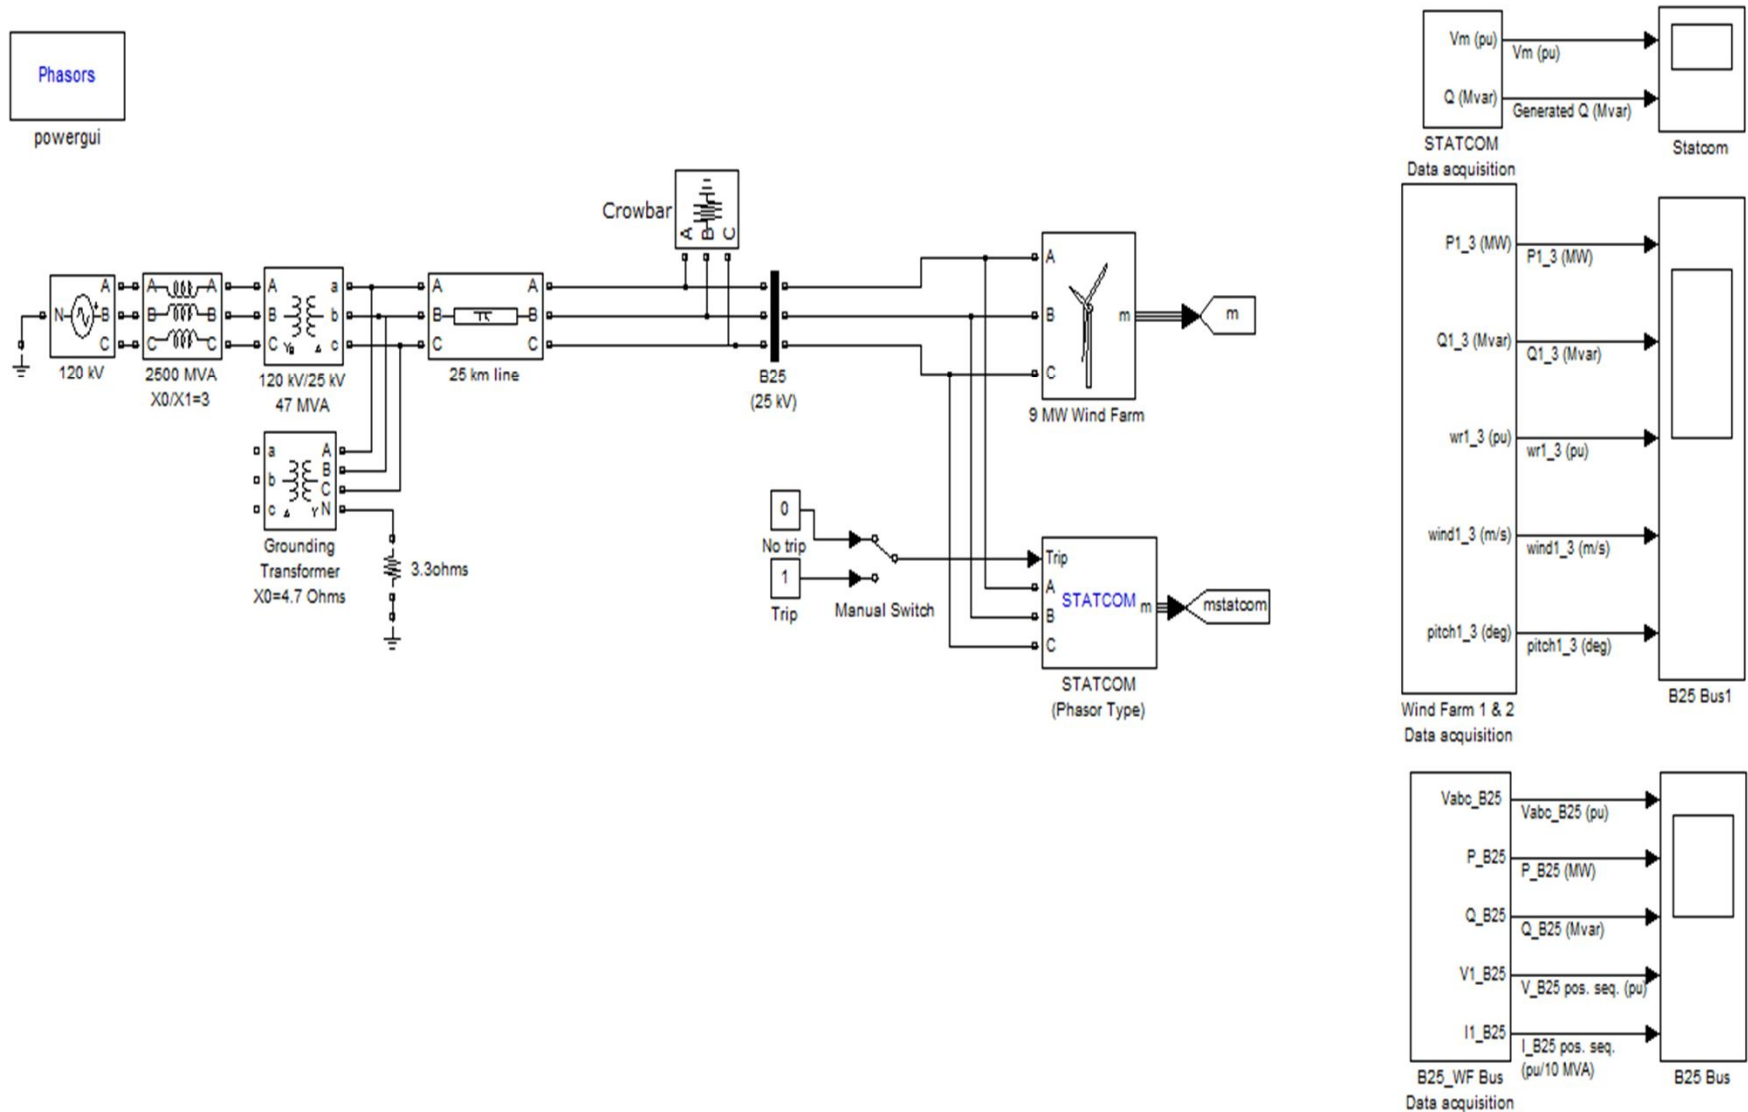 Phasors
powergui
N
A
B
C
120 kV
A A
B B
C C
2500 MVA
X0/X1=3
A a
B b
C c
Yg Δ
120 kV/25 kV
47 MVA
a A
b B
c C
Δ Y N
Grounding
Transformer
X0=4.7 Ohms
3.3ohms
A A
B B
C C
25 km line
Crowbar
A B C
B25
(25 kV)
A
B
C
m
9 MW Wind Farm
m
0
No trip
1
Trip
Manual Switch
Trip
A
B
C
STATCOM
m
STATCOM
(Phasor Type)
mstatcom
Vm (pu)
Vm (pu)
Q (Mvar)
Generated Q (Mvar)
STATCOM
Data acquisition
Statcom
P1_3 (MW)
P1_3 (MW)
Q1_3 (Mvar)
Q1_3 (Mvar)
wr1_3 (pu)
wr1_3 (pu)
wind1_3 (m/s)
wind1_3 (m/s)
pitch1_3 (deg)
pitch1_3 (deg)
Wind Farm 1 & 2
Data acquisition
B25 Bus1
Vabc_B25
Vabc_B25 (pu)
P_B25
P_B25 (MW)
Q_B25
Q_B25 (Mvar)
V1_B25
V_B25 pos. seq. (pu)
I1_B25
I_B25 pos. seq.
(pu/10 MVA)
B25_WF Bus
Data acquisition
B25 Bus